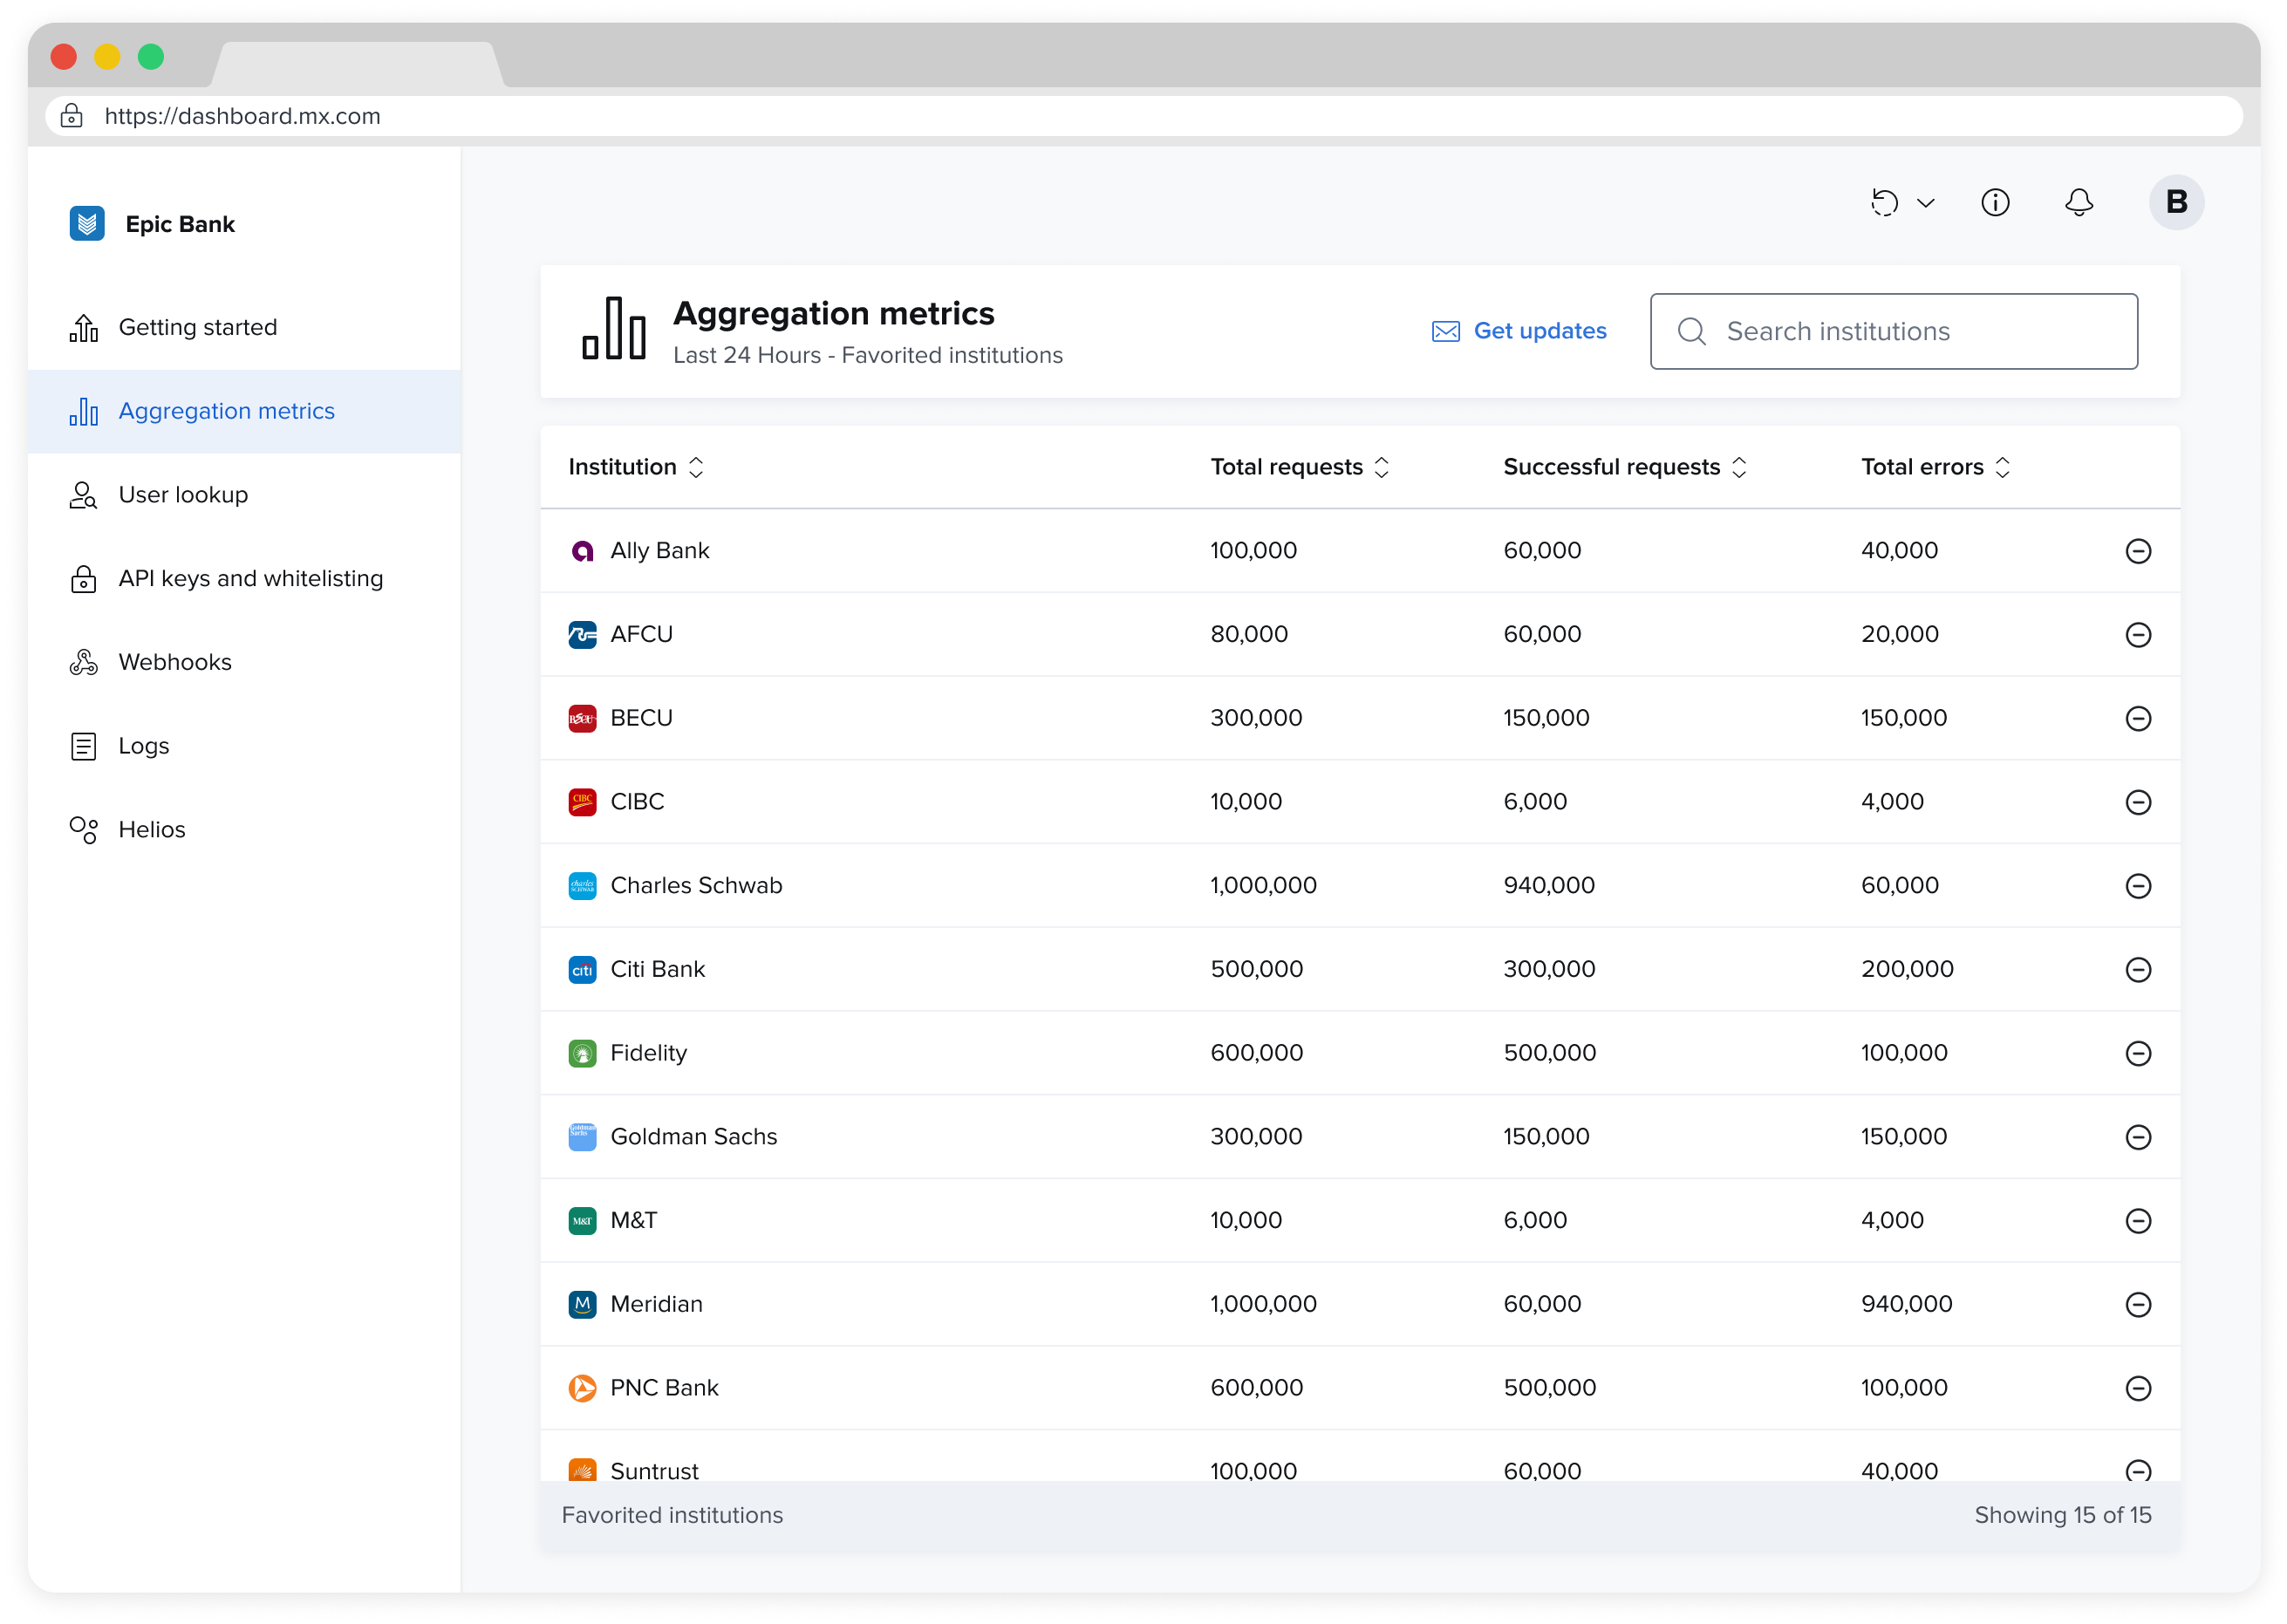 https://dashboard.mx.com
Epic Bank
B
Getting started
Aggregation metrics
User lookup
API keys and whitelisting
Webhooks
Logs
Helios
Aggregation metrics
Last 24 Hours - Favorited institutions
Get updates
Search institutions
Institution Total requests Successful requests Total errors
Ally Bank 100,000 60,000 40,000
AFCU 80,000 60,000 20,000
BECU BECU 300,000 150,000 150,000
CIBC CIBC 10,000 6,000 4,000
charles SCHWAB Charles Schwab 1,000,000 940,000 60,000
citi Citi Bank 500,000 300,000 200,000
Fidelity 600,000 500,000 100,000
Goldman Sachs Goldman Sachs 300,000 150,000 150,000
M&T M&T 10,000 6,000 4,000
M Meridian 1,000,000 60,000 940,000
PNC Bank 600,000 500,000 100,000
Suntrust 100,000 60,000 40,000
Favorited institutions Showing 15 of 15